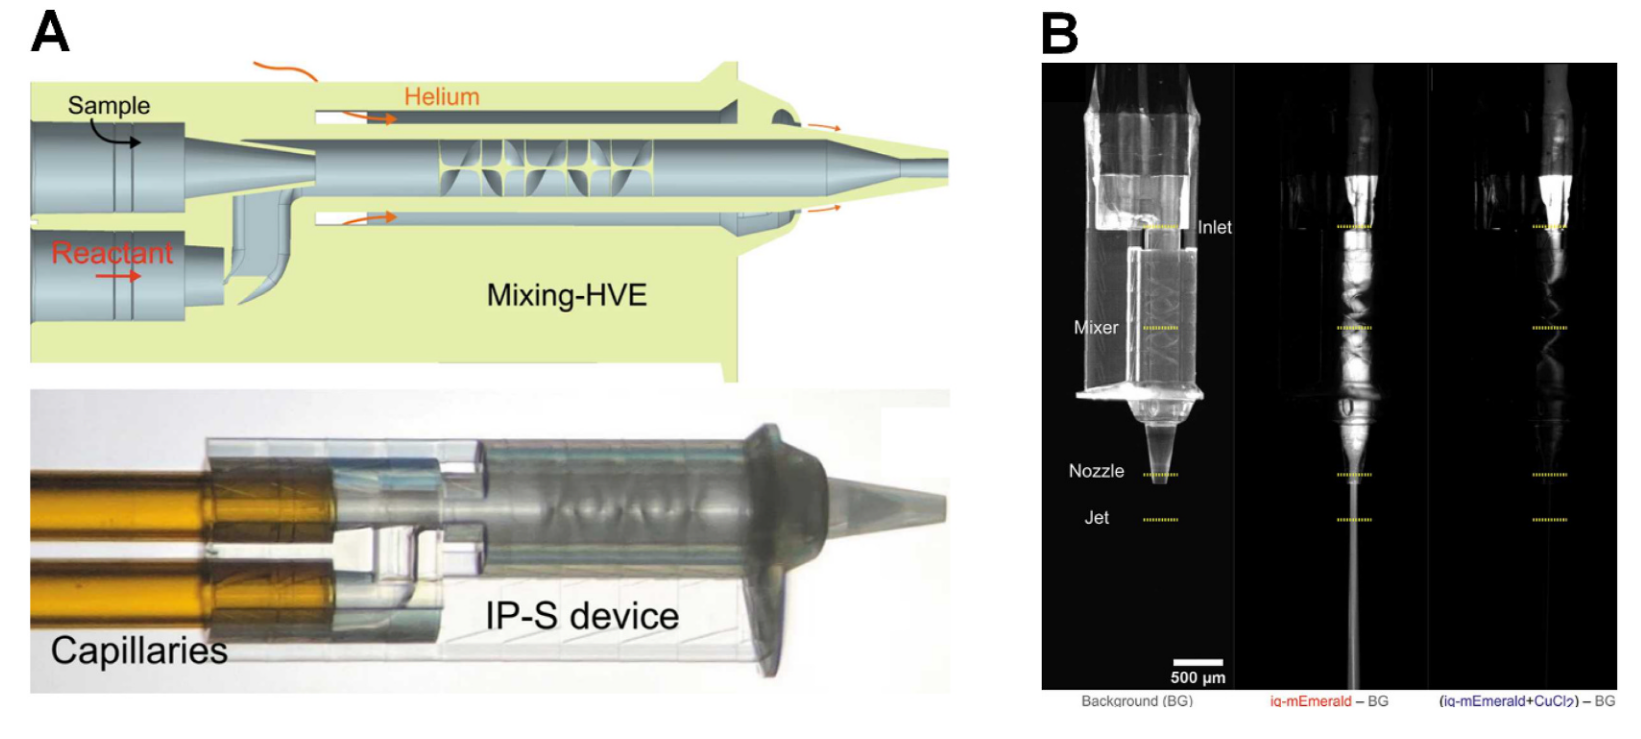 A
Sample
Helium
Reactant
Mixing-HVE
IP-S device
Capillaries
B
Inlet
Mixer
Nozzle
Jet
500 µm
Background (BG)
iq-mEmerald – BG
(iq-mEmerald+CuCl2) – BG